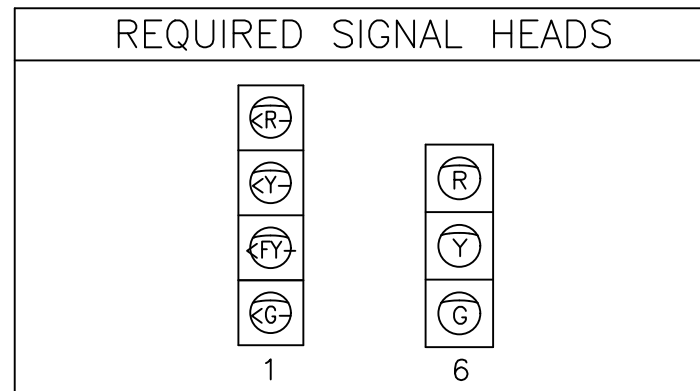 REQUIRED SIGNAL HEADS
<R-
<Y-
<FY-
<G-
1
R
Y
G
6